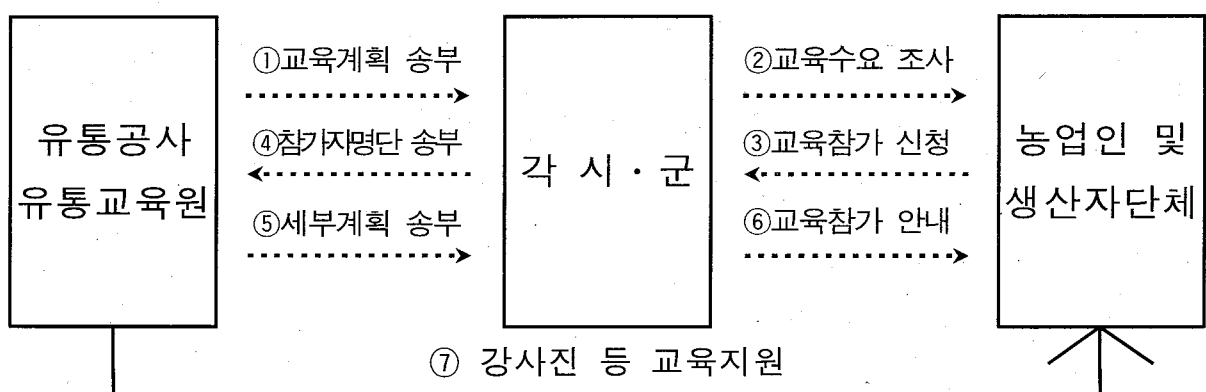 ①교육계획 송부
②교육수요 조사
유통공사
유통교육원
④참가자명단 송부
각 시·군
③교육참가 신청
농업인 및
생산자단체
⑤세부계획 송부
⑥교육참가 안내
⑦ 강사진 등 교육지원